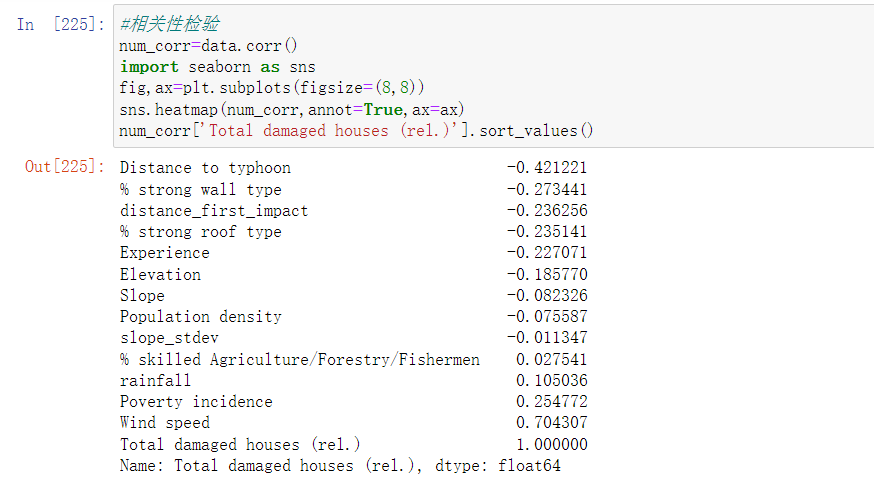 In [225]: #相关性检验
num_corr=data.corr()
import seaborn as sns
fig,ax=plt.subplots(figsize=(8,8))
sns.heatmap(num_corr,annot=True,ax=ax)
num_corr['Total damaged houses (rel.)'].sort_values()
Out[225]: Distance to typhoon -0.421221
% strong wall type -0.273441
distance_first_impact -0.236256
% strong roof type -0.235141
Experience -0.227071
Elevation -0.185770
Slope -0.082326
Population density -0.075587
slope_stdev -0.011347
% skilled Agriculture/Forestry/Fishermen 0.027541
rainfall 0.105036
Poverty incidence 0.254772
Wind speed 0.704307
Total damaged houses (rel.) 1.000000
Name: Total damaged houses (rel.), dtype: float64